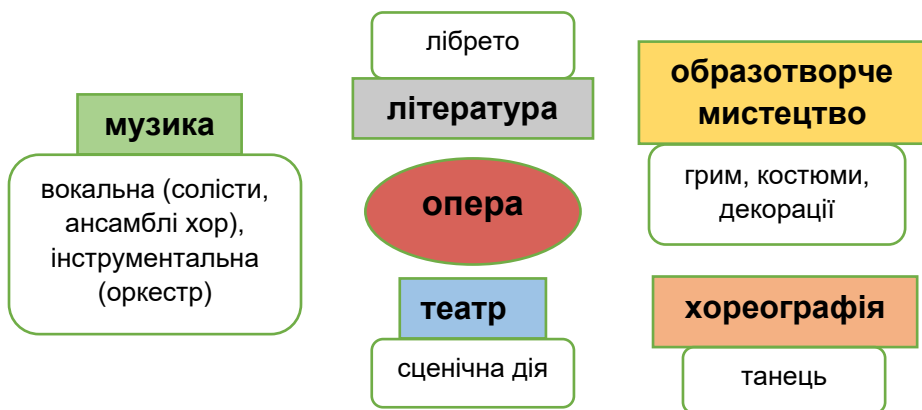 музика
вокальна (солісти,
ансамблі хор),
інструментальна
(оркестр)
лібрето
література
опера
театр
сценічна дія
образотворче
мистецтво
грим, костюми,
декорації
хореографія
танець